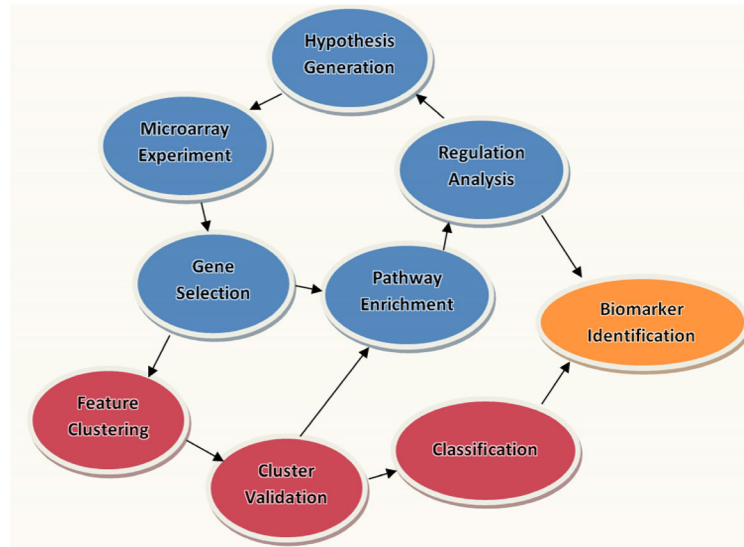 Hypothesis
Generation
Microarray
Experiment
Regulation
Analysis
Gene
Selection
Pathway
Enrichment
Biomarker
Identification
Feature
Clustering
Classification
Cluster
Validation